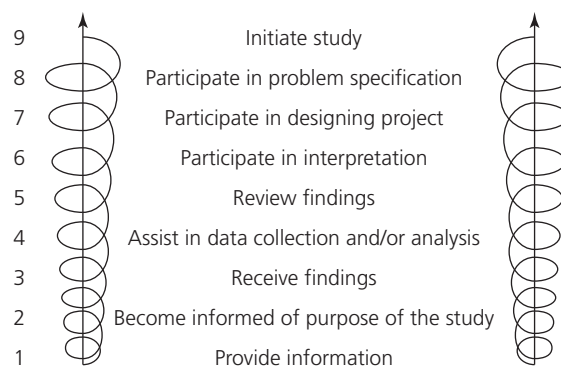 9 Initiate study
8 Participate in problem specification
7 Participate in designing project
6 Participate in interpretation
5 Review findings
4 Assist in data collection and/or analysis
3 Receive findings
2 Become informed of purpose of the study
1 Provide information